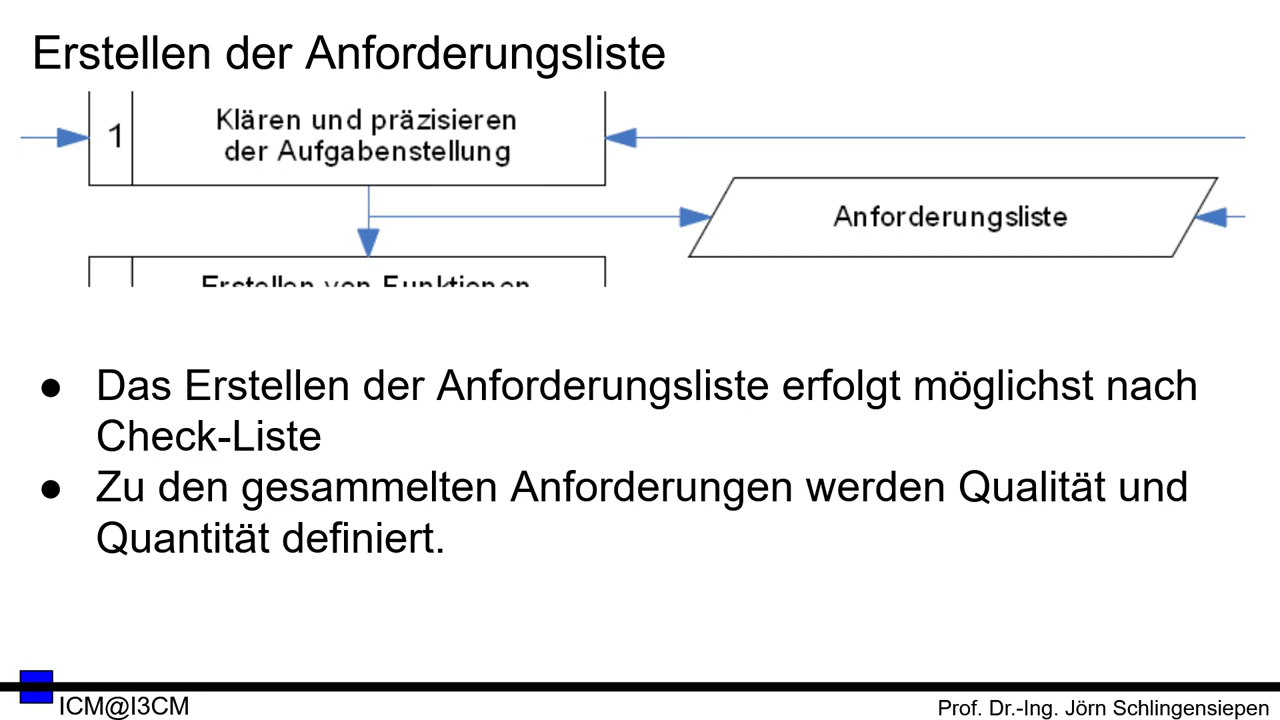 Erstellen der Anforderungsliste
1
Klären und präzisieren
der Aufgabenstellung
Anforderungsliste
Erstellen von Funktionen
● Das Erstellen der Anforderungsliste erfolgt möglichst nach
Check-Liste
● Zu den gesammelten Anforderungen werden Qualität und
Quantität definiert.
ICM@I3CM
Prof. Dr.-Ing. Jörn Schlingensiepen